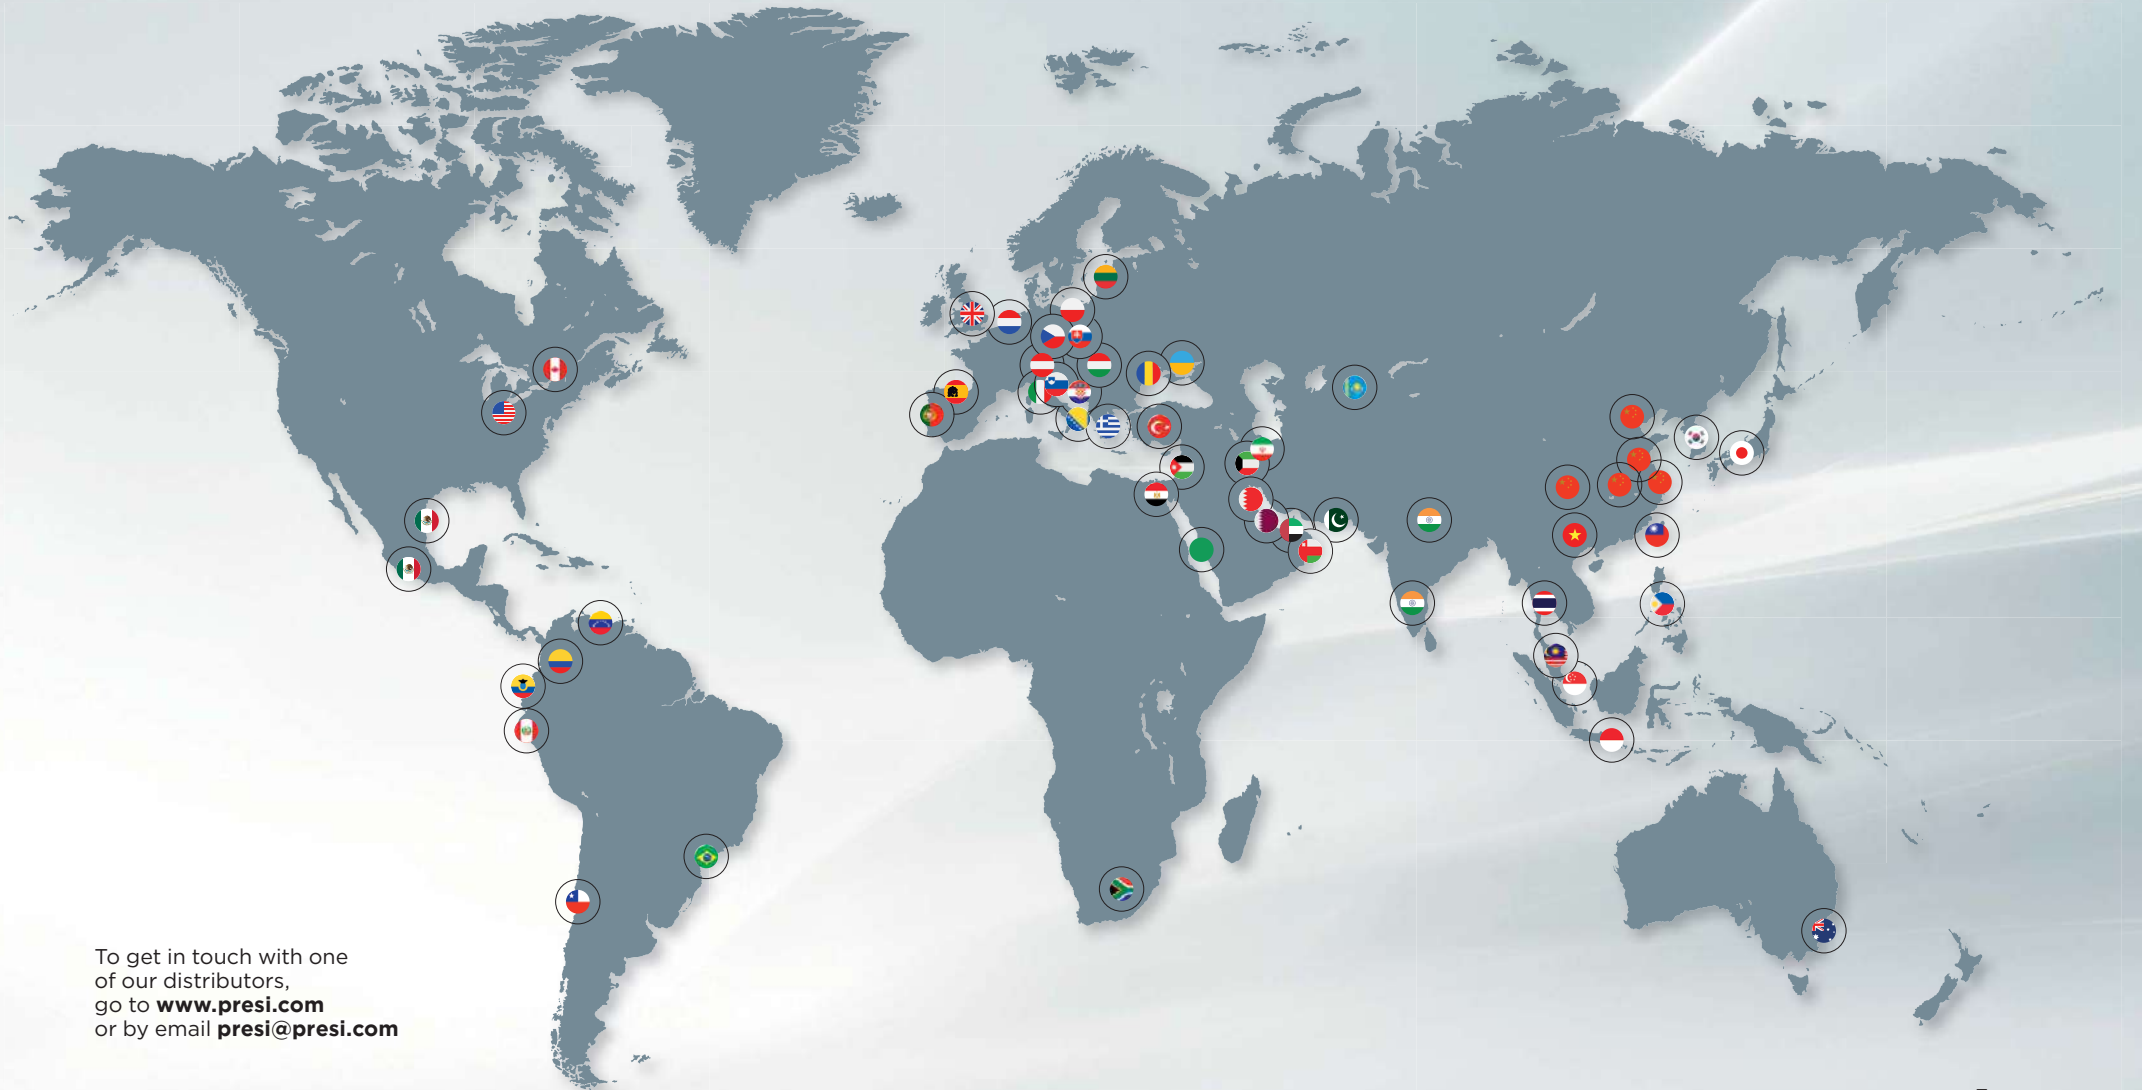 To get in touch with one
of our distributors,
go to www.presi.com
or by email presi@presi.com